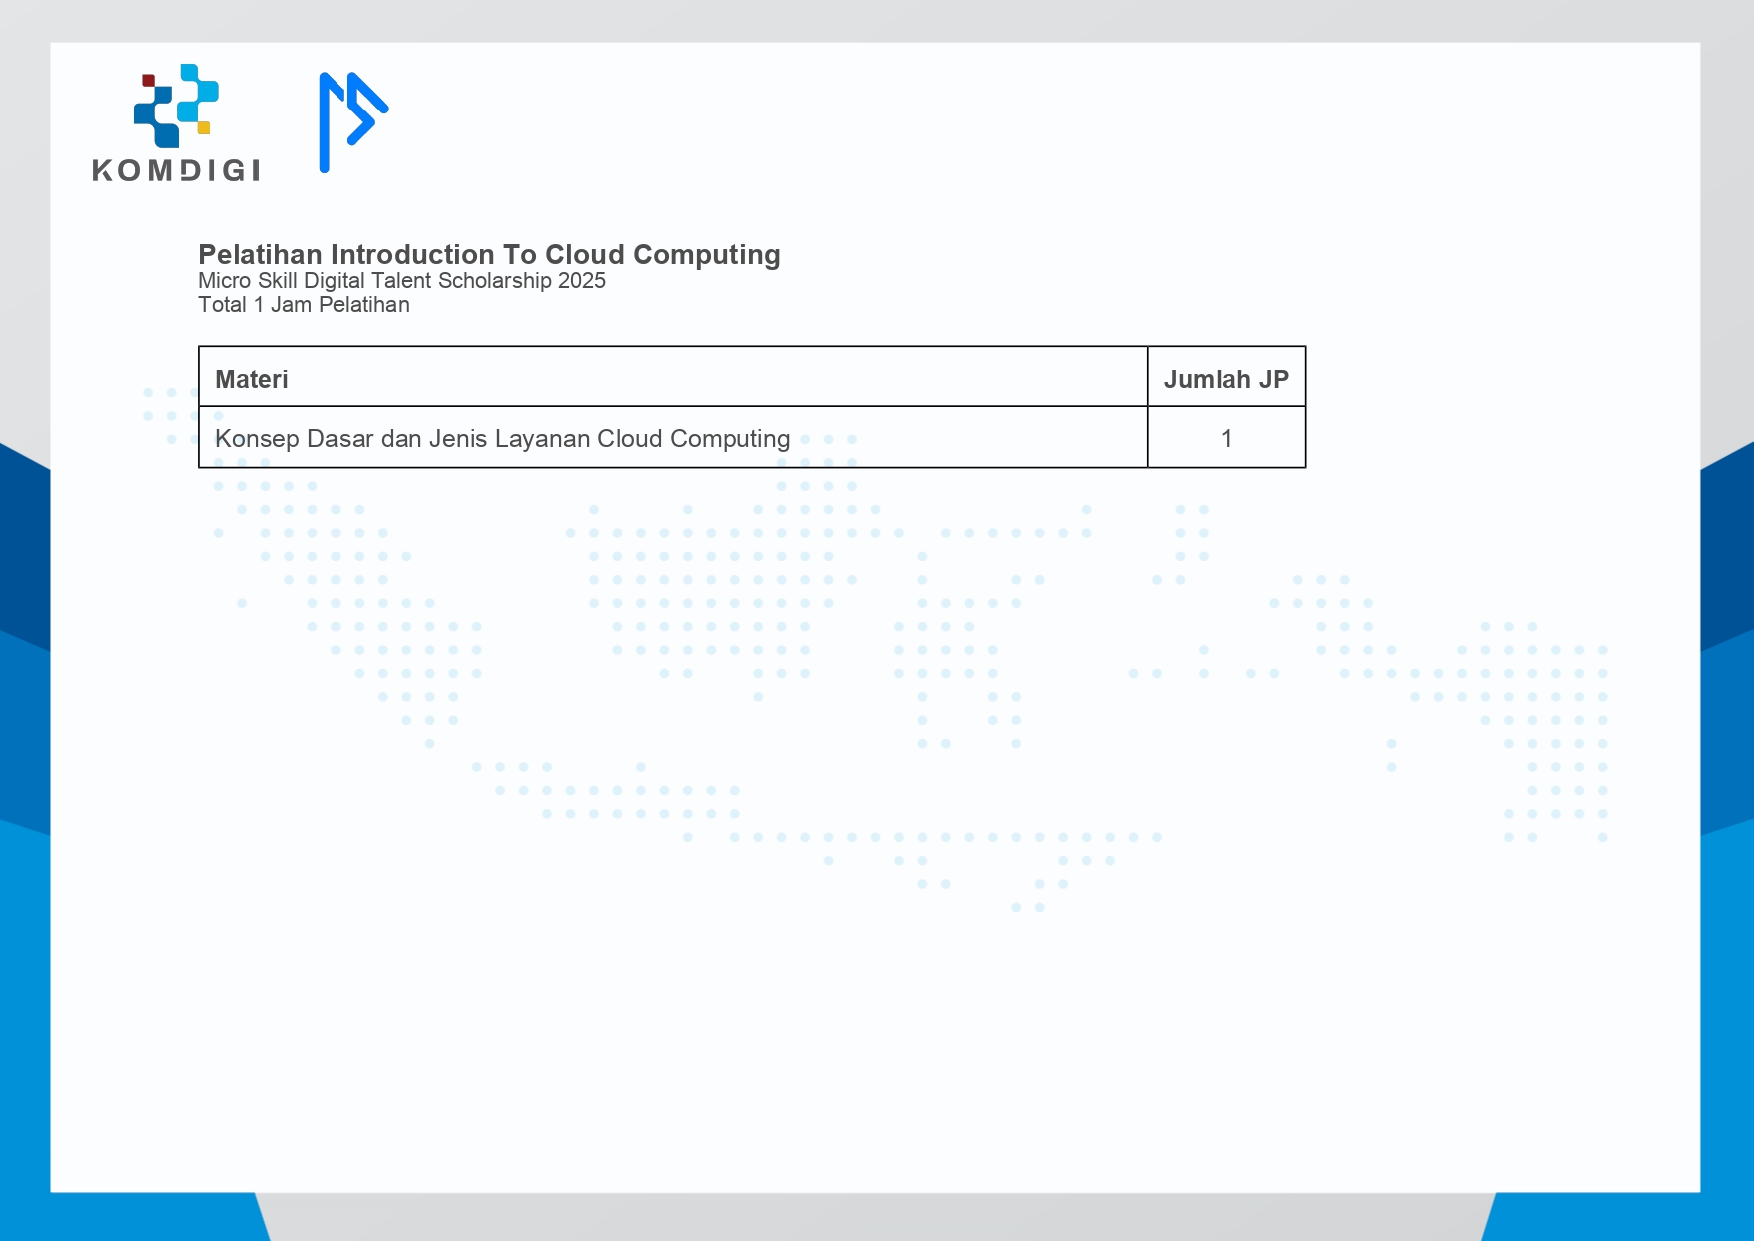 KOMDIGI
Pelatihan Introduction To Cloud Computing
Micro Skill Digital Talent Scholarship 2025
Total 1 Jam Pelatihan
Materi Jumlah JP
Konsep Dasar dan Jenis Layanan Cloud Computing 1